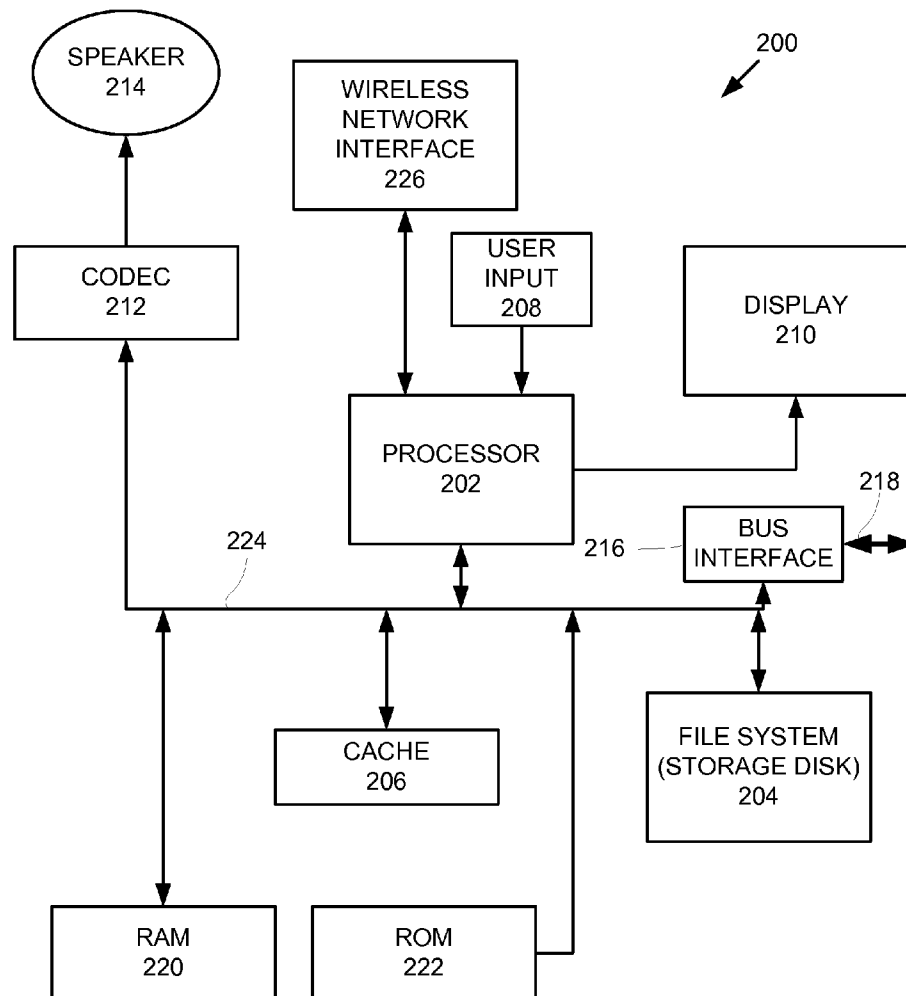 SPEAKER
214
200
WIRELESS
NETWORK
INTERFACE
226
USER
INPUT
208
CODEC
212
DISPLAY
210
PROCESSOR
202
218
216
BUS
INTERFACE
224
CACHE
206
FILE SYSTEM
(STORAGE DISK)
204
RAM
220
ROM
222